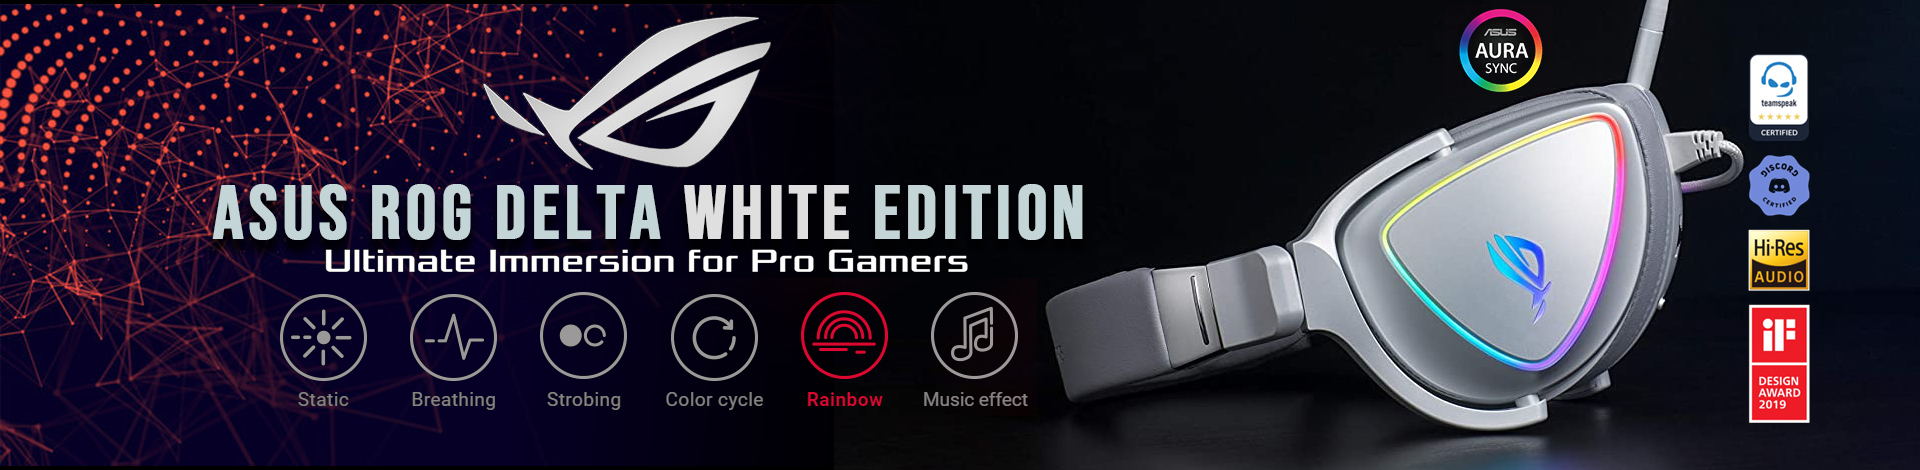 ASUS ROG DELTA WHITE EDITION
Ultimate Immersion for Pro Gamers
Static
Breathing
Strobing
Color cycle
Rainbow
Music effect
ASUS
AURA
SYNC
teamspeak
CERTIFIED
DISCORD
CERTIFIED
Hi-Res
AUDIO
iF
DESIGN
AWARD
2019